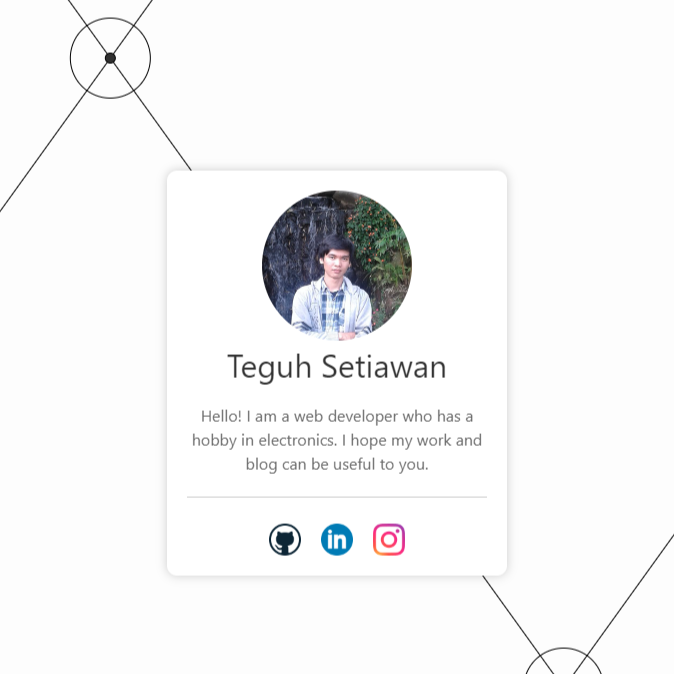 Teguh Setiawan
Hello! I am a web developer who has a
hobby in electronics. I hope my work and
blog can be useful to you.
in